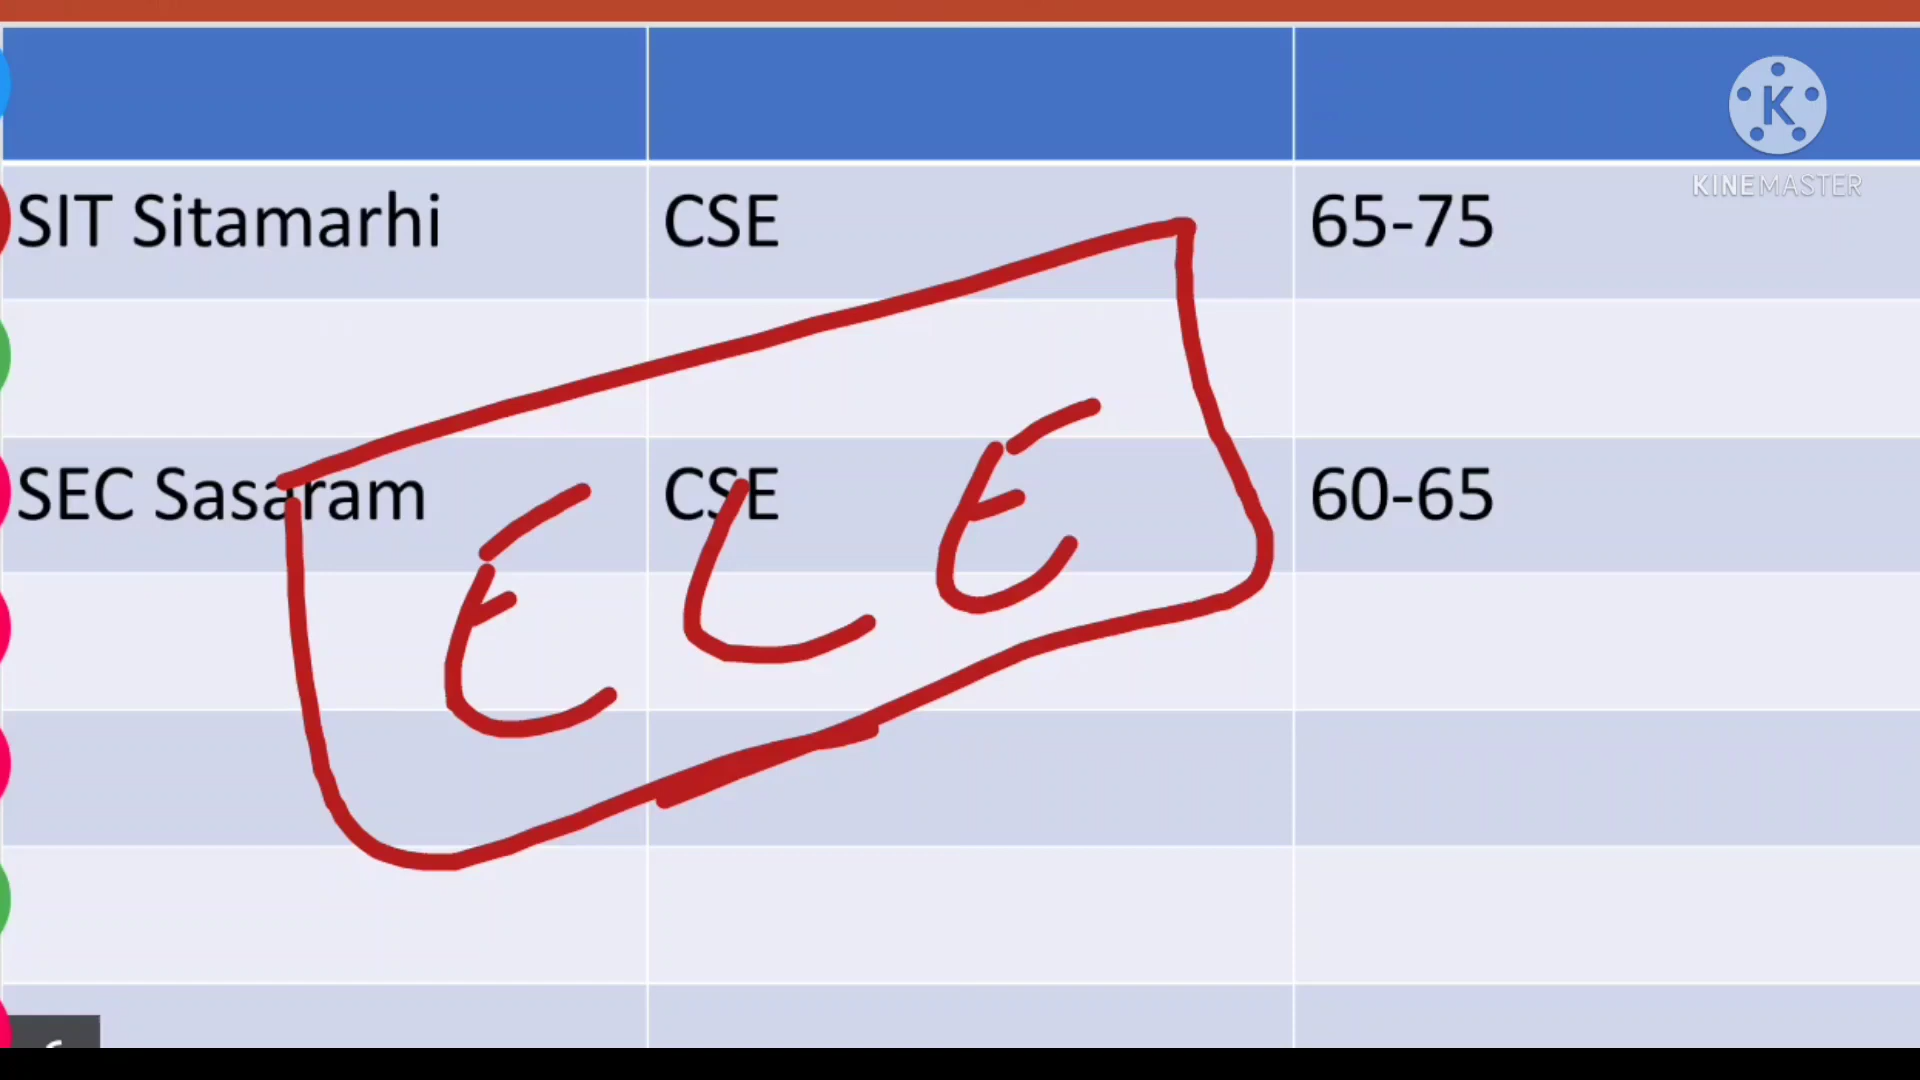 K
KINEMASTER
SIT Sitamarhi CSE 65-75
SEC Sasaram CSE 60-65
ECE